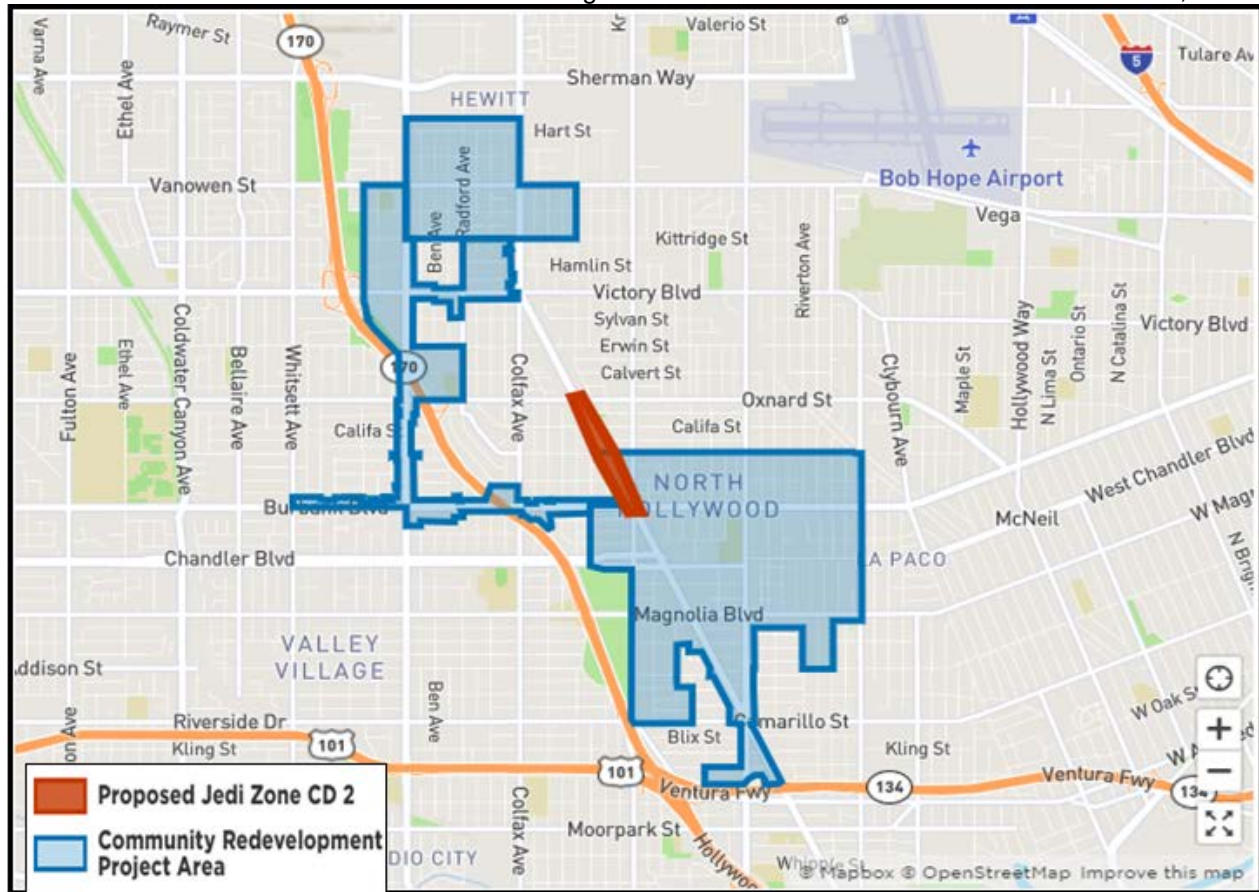 Valerio St
Raymer St
170
5
Varna Ave
Ethel Ave
Tulare Av
Sherman Way
HEWITT
Hart St
Radford Ave
Bob Hope Airport
Vanowen St
Vega
Ben Ave
Kittridge St
Hamlin St
Riverton Ave
Victory Blvd
Sylvan St
Victory Blvd
Erwin St
Calvert St
170
Fulton Ave
Ethel Ave
Coldwater Canyon Ave
Bellaire Ave
Whitsett Ave
Colfax Ave
Clybourn Ave
Maple St
Hollywood Way
N Lima St
Ontario St
N Catalina St
Oxnard St
Califa St
Califa St
West Chandler Blvd
NORTH
HOLLYWOOD
Burbank Blvd
McNeil
W Magn
N Brigh
Chandler Blvd
LA PACO
Magnolia Blvd
VALLEY
VILLAGE
Addison St
Ben Ave
W Oak St
Riverside Dr
Camarillo St
Kling St
101
Blix St
Kling St
101
Ventura Fwy
134
Ventura Fwy
134
Proposed Jedi Zone CD 2
Community Redevelopment
Project Area
Colfax Ave
Moorpark St
DIO CITY
Hollywoo
Whipple St
© Mapbox © OpenStreetMap Improve this map